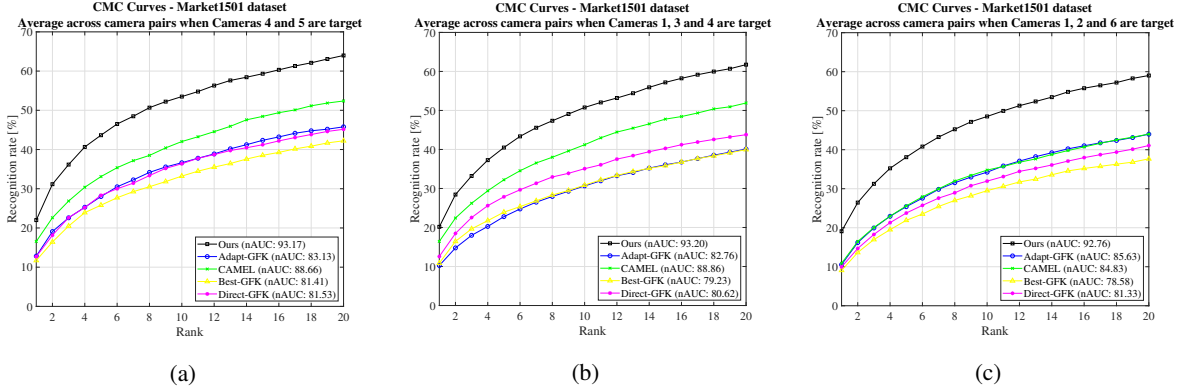 CMC Curves - Market1501 dataset
Average across camera pairs when Cameras 4 and 5 are target
70
60
50
40
30
20
10
0
Recognition rate [%]
Ours (nAUC: 93.17)
Adapt-GFK (nAUC: 83.13)
CAMEL (nAUC: 88.66)
Best-GFK (nAUC: 81.41)
Direct-GFK (nAUC: 81.53)
2 4 6 8 10 12 14 16 18 20
Rank
(a)
CMC Curves - Market1501 dataset
Average across camera pairs when Cameras 1, 3 and 4 are target
70
60
50
40
30
20
10
0
Recognition rate [%]
Ours (nAUC: 93.20)
Adapt-GFK (nAUC: 82.76)
CAMEL (nAUC: 88.86)
Best-GFK (nAUC: 79.23)
Direct-GFK (nAUC: 80.62)
2 4 6 8 10 12 14 16 18 20
Rank
(b)
CMC Curves - Market1501 dataset
Average across camera pairs when Cameras 1, 2 and 6 are target
70
60
50
40
30
20
10
0
Recognition rate [%]
Ours (nAUC: 92.76)
Adapt-GFK (nAUC: 85.63)
CAMEL (nAUC: 84.83)
Best-GFK (nAUC: 78.58)
Direct-GFK (nAUC: 81.33)
2 4 6 8 10 12 14 16 18 20
Rank
(c)